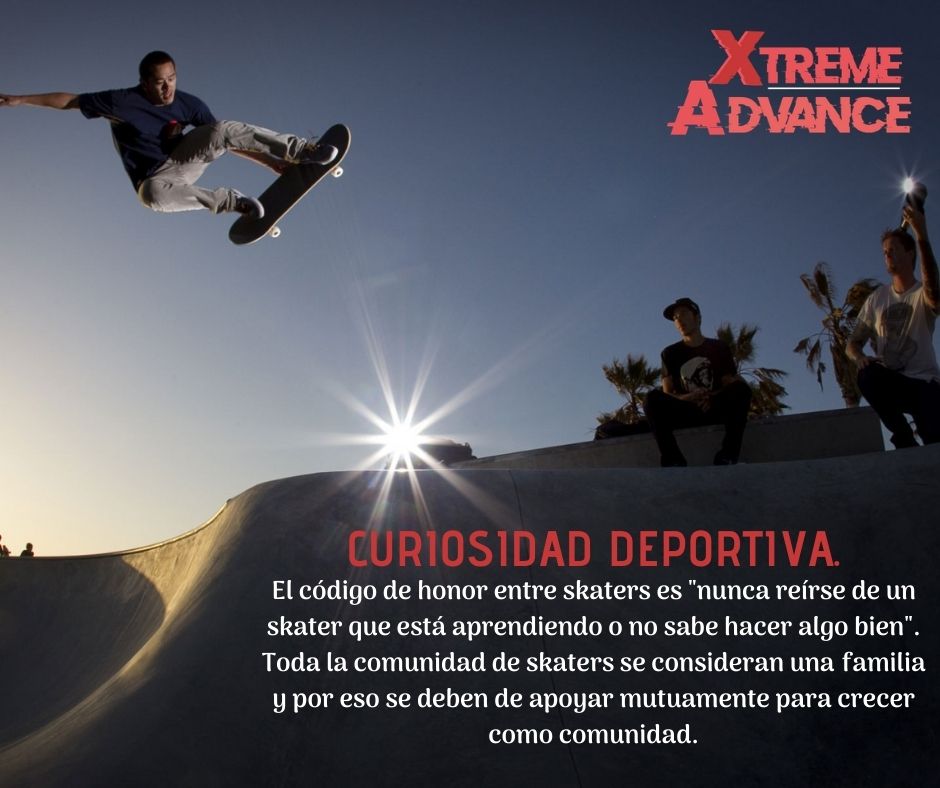 XTREME
ADVANCE
CURIOSIDAD DEPORTIVA.
El código de honor entre skaters es "nunca reírse de un
skater que está aprendiendo o no sabe hacer algo bien".
Toda la comunidad de skaters se consideran una familia
y por eso se deben de apoyar mutuamente para crecer
como comunidad.